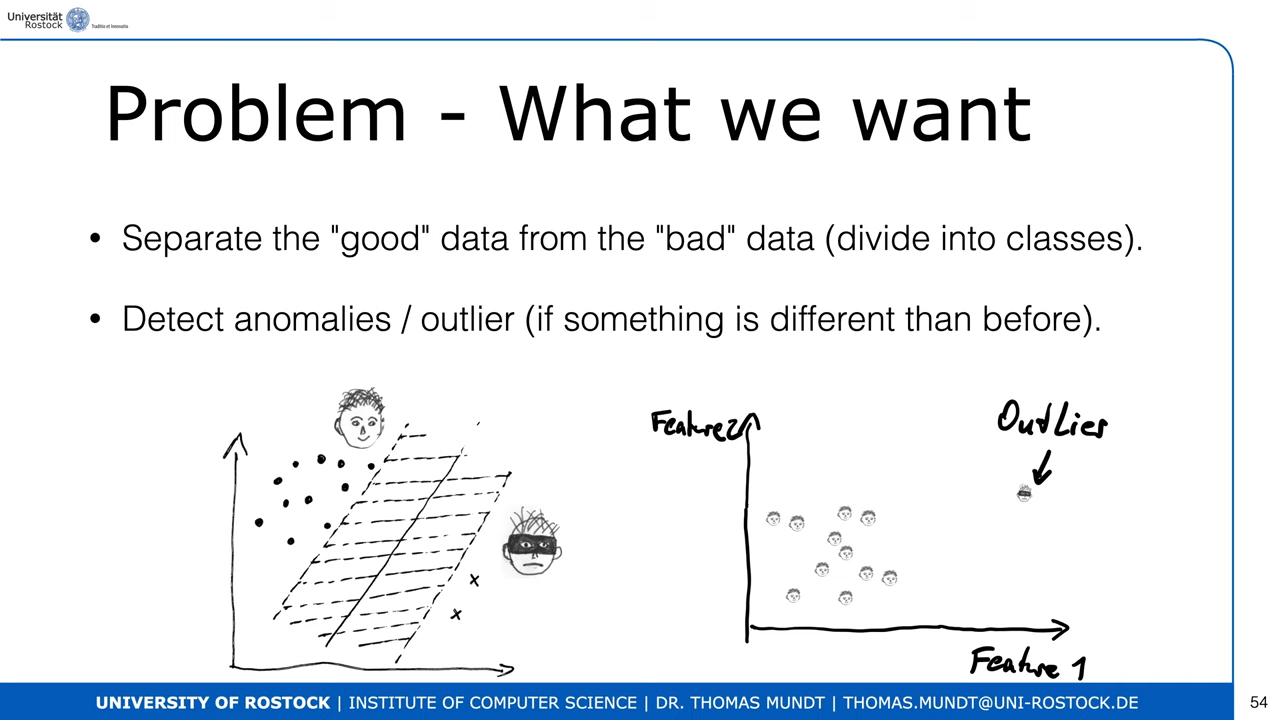 Universität
Rostock
Traditio et Innovatio
Problem - What we want
• Separate the "good" data from the "bad" data (divide into classes).
• Detect anomalies / outlier (if something is different than before).
Feature2
Outlier
Feature 1
UNIVERSITY OF ROSTOCK | INSTITUTE OF COMPUTER SCIENCE | DR. THOMAS MUNDT | THOMAS.MUNDT@UNI-ROSTOCK.DE
54